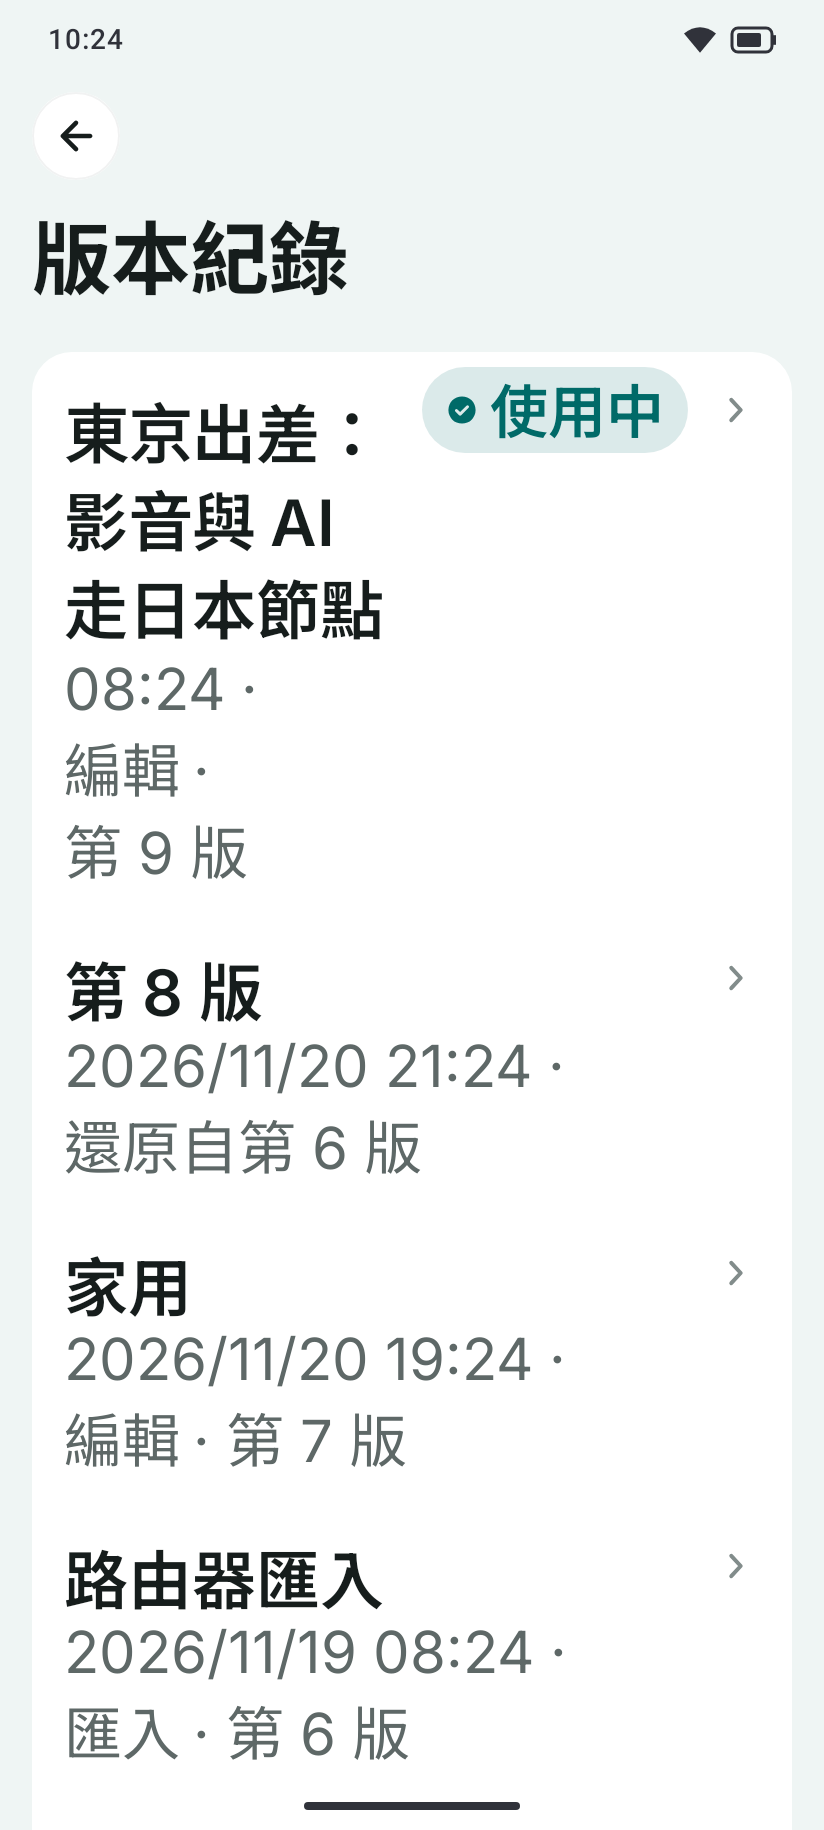 10:24
版本紀錄
東京出差：
使用中
影音與 AI
走日本節點
08:24 ·
編輯 ·
第 9 版
第 8 版
2026/11/20 21:24 ·
還原自第 6 版
家用
2026/11/20 19:24 ·
編輯 · 第 7 版
路由器匯入
2026/11/19 08:24 ·
匯入 · 第 6 版